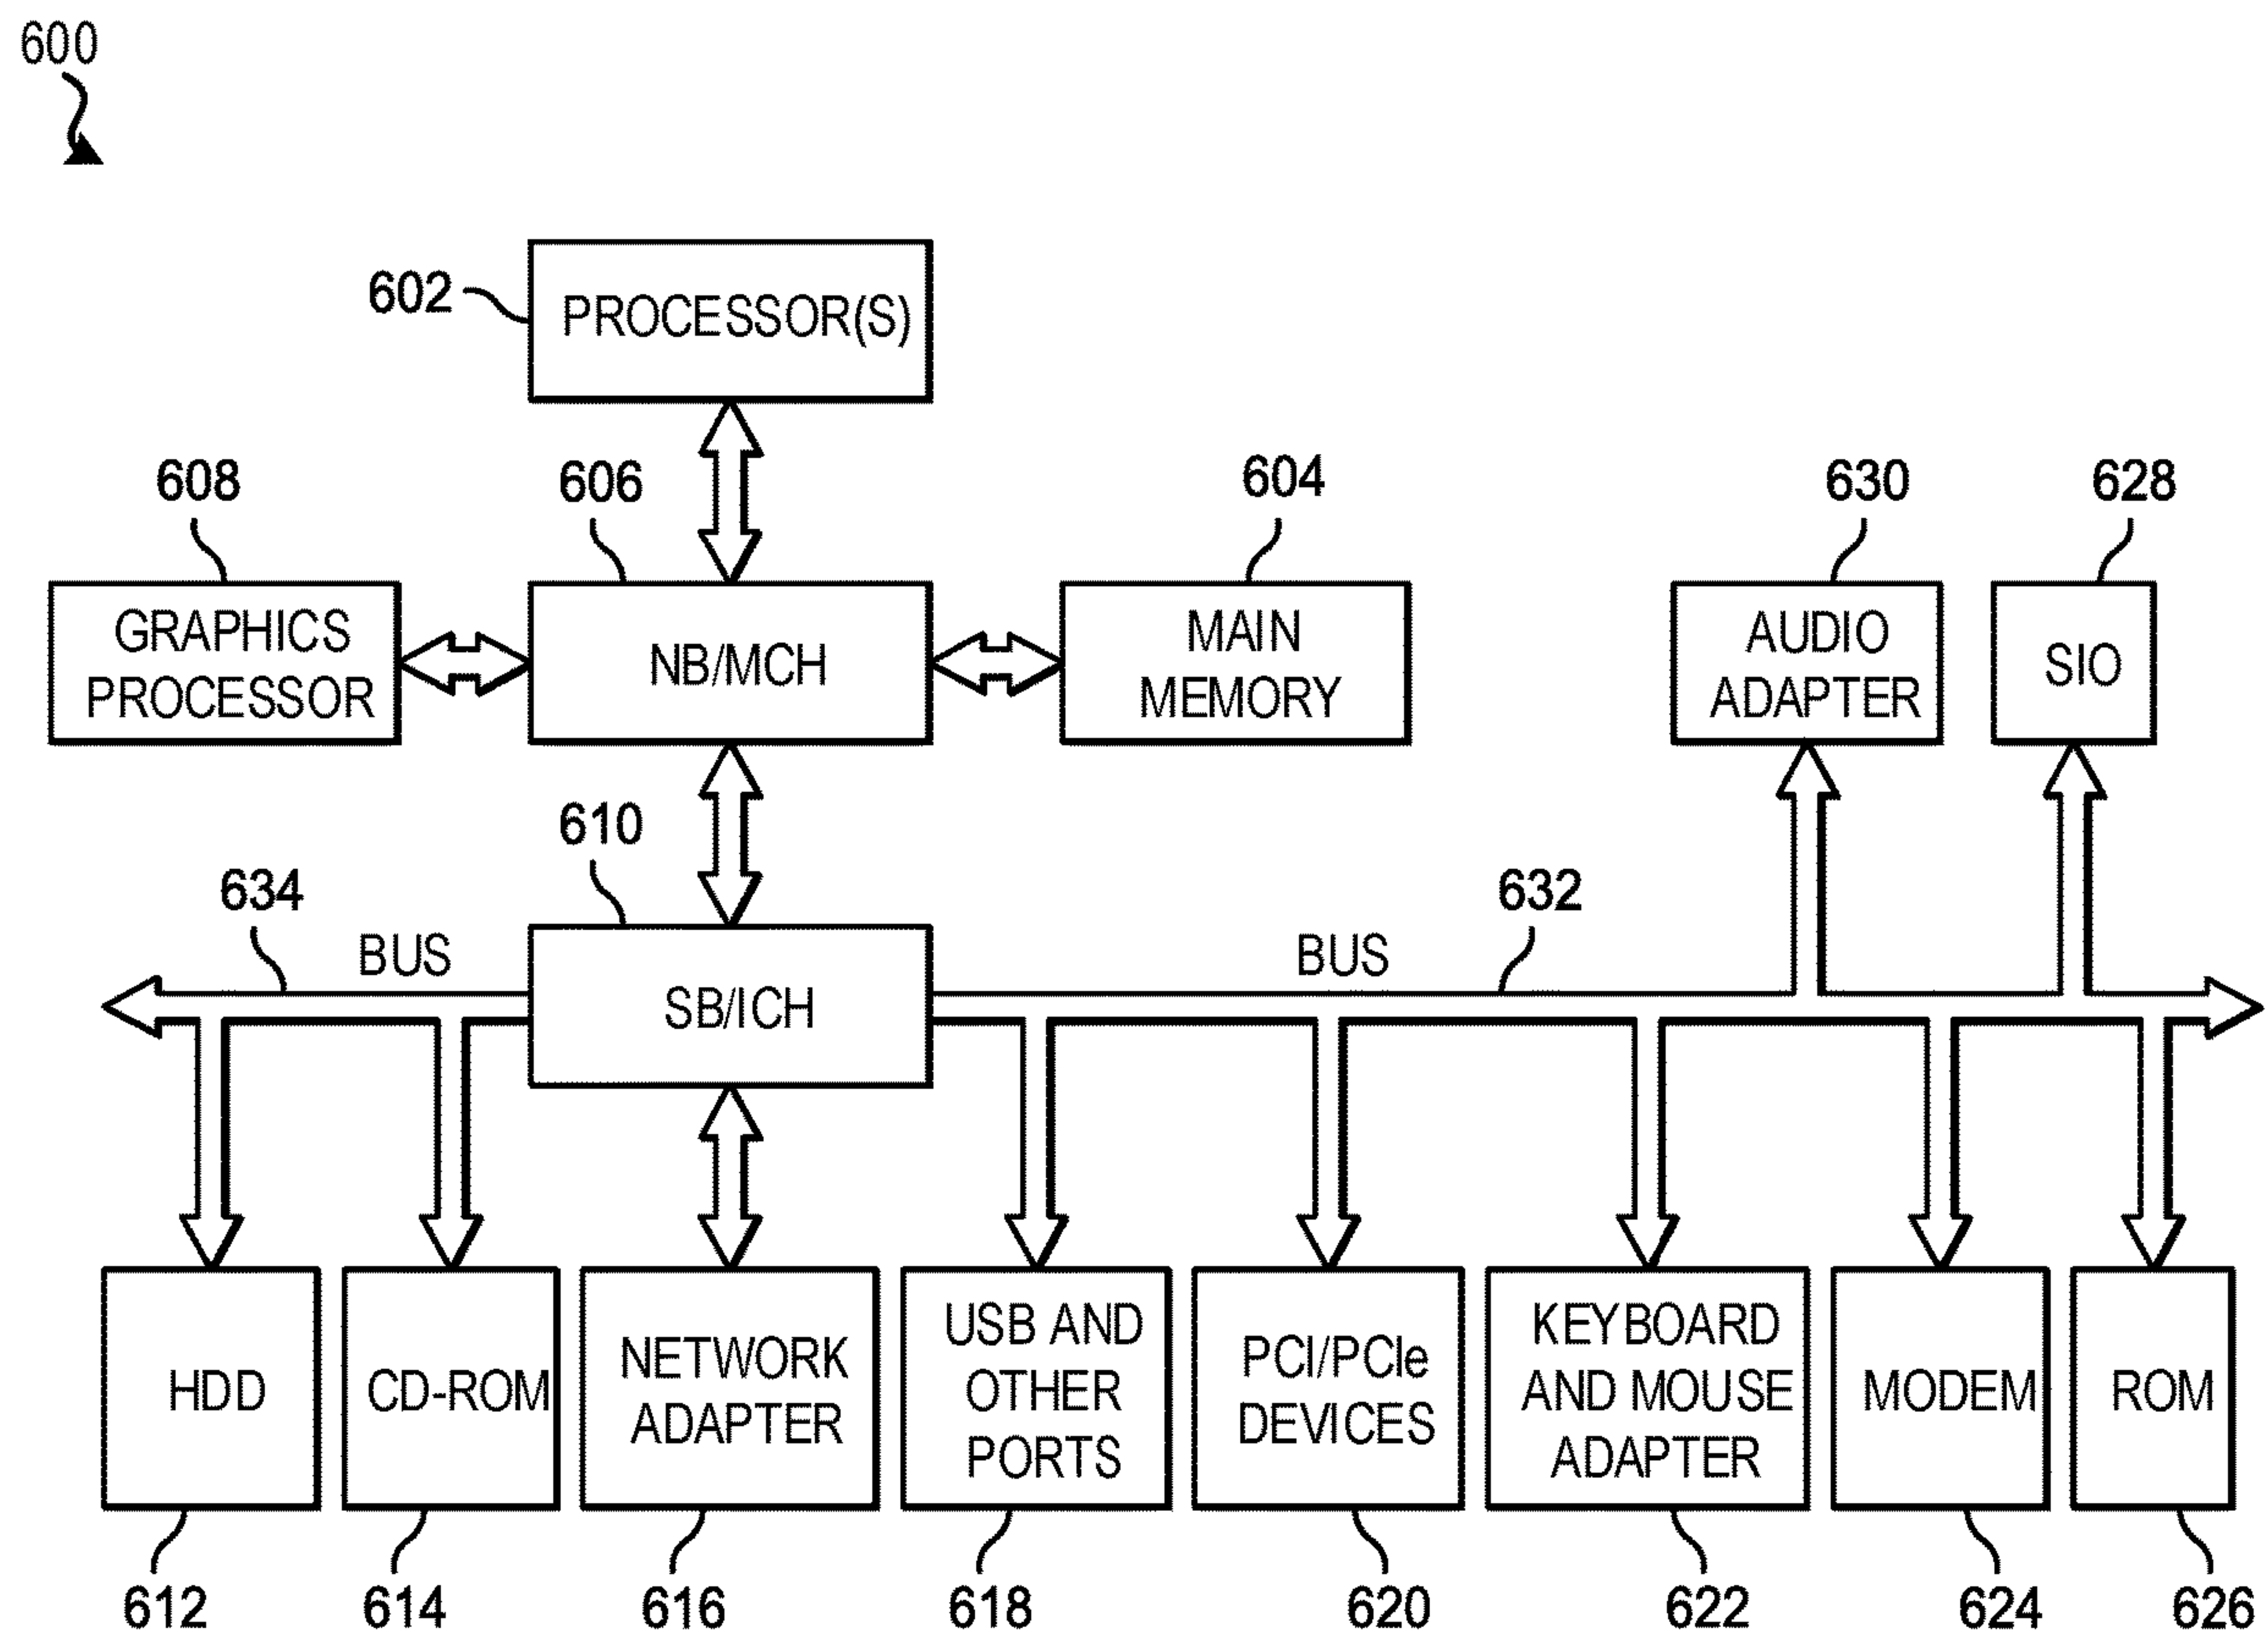 600
602
PROCESSOR(S)
608
606
604
630
628
GRAPHICS
PROCESSOR
NB/MCH
MAIN
MEMORY
AUDIO
ADAPTER
SIO
610
634
632
BUS
BUS
SB/ICH
HDD
CD-ROM
NETWORK
ADAPTER
USB AND
OTHER
PORTS
PCI/PCIe
DEVICES
KEYBOARD
AND MOUSE
ADAPTER
MODEM
ROM
612
614
616
618
620
622
624
626